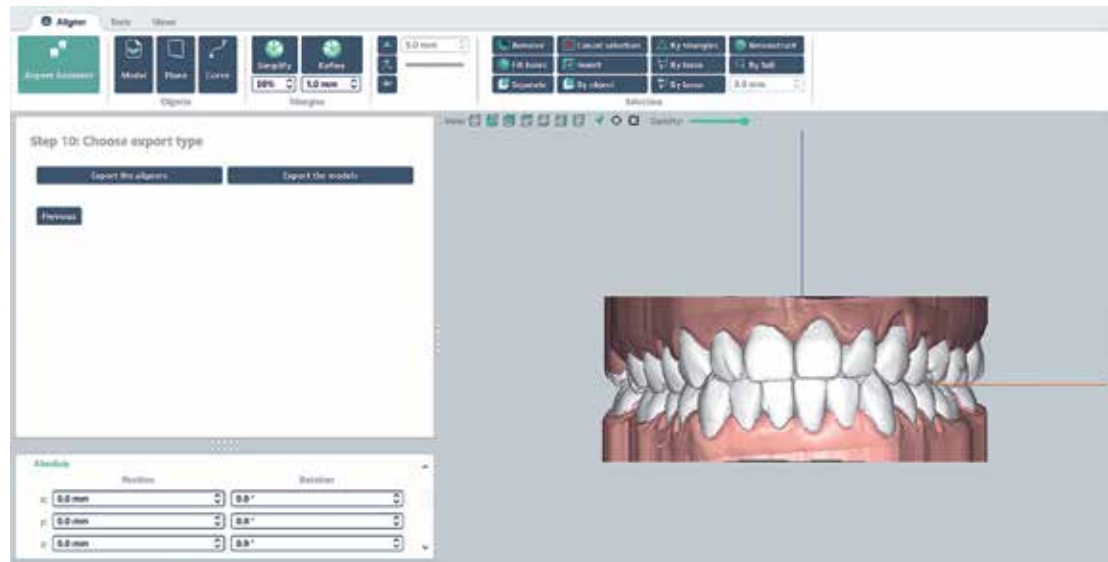 Aligner Tools Views
Aligner Assistant
Model Plane Curve
Objects
Simplify Refine
50% 1.0 mm
Triangles
5.0 mm
Remove Cancel selection By triangles Reconstruct
Fill holes Invert By lasso By ball
Separate By object By lasso 5.0 mm
Selection
View: Opacity:
Step 10: Choose export type
Export the aligners Export the models
Previous
Absolute
Position Rotation
x: 0.0 mm 0.0 °
y: 0.0 mm 0.0 °
z: 0.0 mm 0.0 °